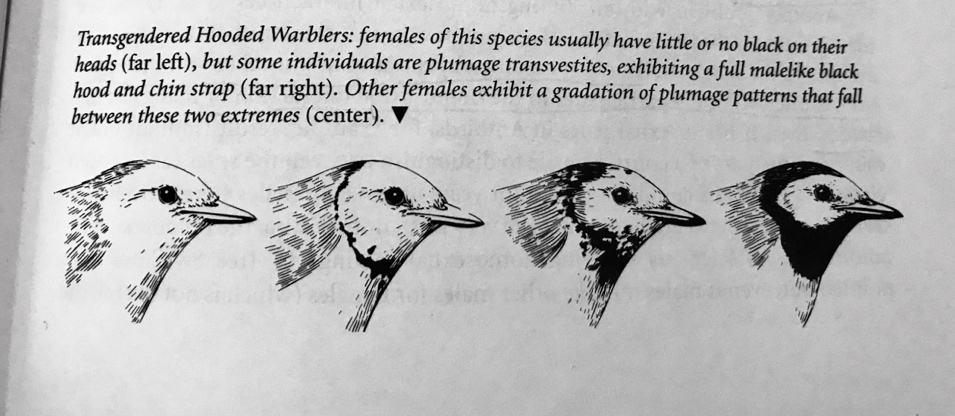 Transgendered Hooded Warblers: females of this species usually have little or no black on their
heads (far left), but some individuals are plumage transvestites, exhibiting a full malelike black
hood and chin strap (far right). Other females exhibit a gradation of plumage patterns that fall
between these two extremes (center). ▼